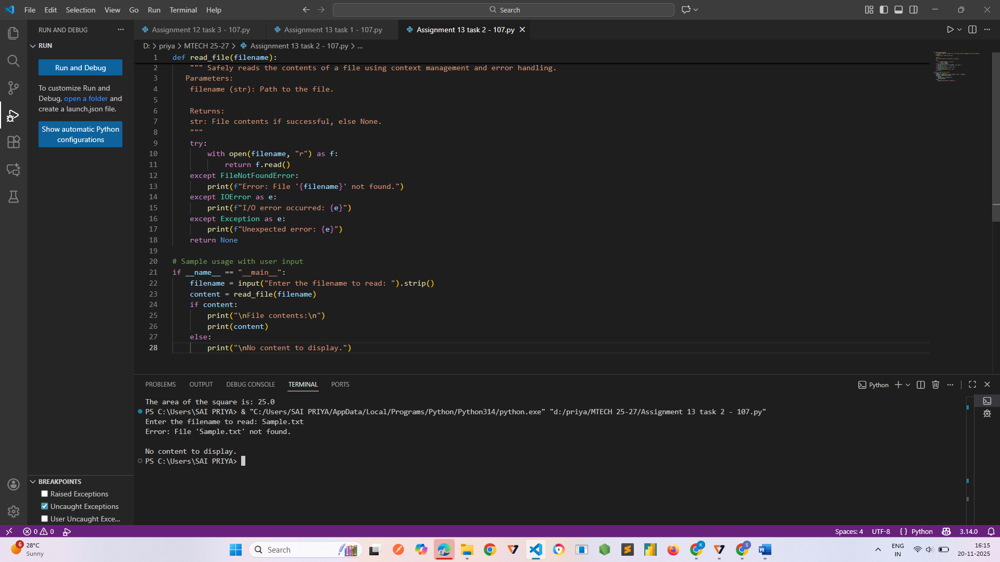 File Edit Selection View Go Run Terminal Help
Search
RUN AND DEBUG
Assignment 12 task 3 - 107.py
Assignment 13 task 1 - 107.py
Assignment 13 task 2 - 107.py
RUN
Run and Debug
To customize Run and
Debug, open a folder and
create a launch.json file.
Show automatic Python
configurations
D: > priya > MTECH 25-27 > Assignment 13 task 2 - 107.py > ...
1 def read_file(filename):
2 """ Safely reads the contents of a file using context management and error handling.
3 Parameters:
4 filename (str): Path to the file.
5
6 Returns:
7 str: File contents if successful, else None.
8 """
9 try:
10 with open(filename, "r") as f:
11 return f.read()
12 except FileNotFoundError:
13 print(f"Error: File '{filename}' not found.")
14 except IOError as e:
15 print(f"I/O error occurred: {e}")
16 except Exception as e:
17 print(f"Unexpected error: {e}")
18 return None
19
20 # Sample usage with user input
21 if __name__ == "__main__":
22 filename = input("Enter the filename to read: ").strip()
23 content = read_file(filename)
24 if content:
25 print("\nFile contents:\n")
26 print(content)
27 else:
28 print("\nNo content to display.")
PROBLEMS OUTPUT DEBUG CONSOLE TERMINAL PORTS
Python
The area of the square is: 25.0
PS C:\Users\SAI PRIYA> & "C:/Users/SAI PRIYA/AppData/Local/Programs/Python/Python314/python.exe" "d:/priya/MTECH 25-27/Assignment 13 task 2 - 107.py"
Enter the filename to read: Sample.txt
Error: File 'Sample.txt' not found.
No content to display.
PS C:\Users\SAI PRIYA>
BREAKPOINTS
Raised Exceptions
Uncaught Exceptions
User Uncaught Exce...
0 0
Spaces: 4 UTF-8 { } Python 3.14.0
6
28°C
Sunny
Search
K
S
ENG
IN
16:15
20-11-2025